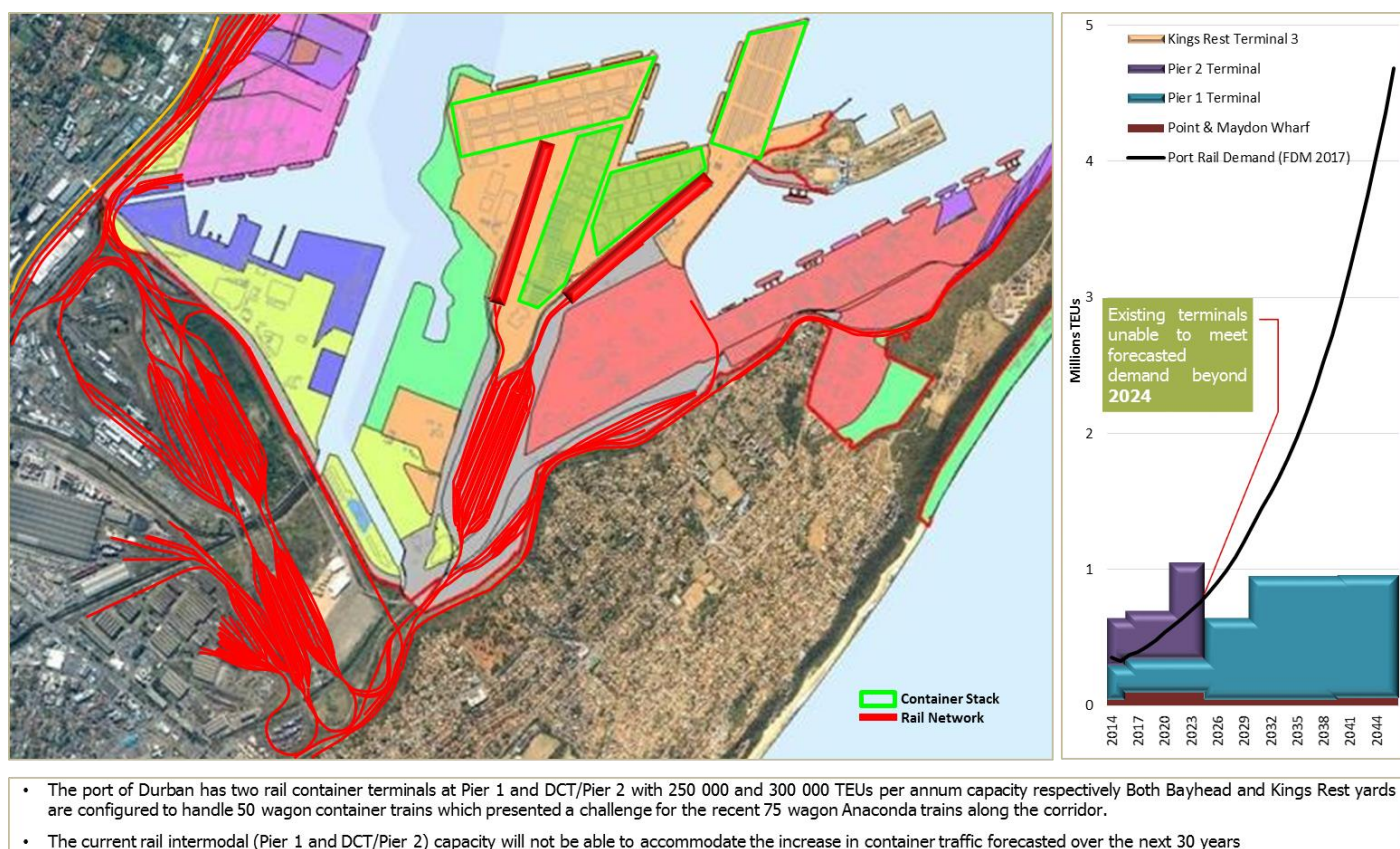 Container Stack
Rail Network
5
4
3
2
1
0
Millions TEUs
Kings Rest Terminal 3
Pier 2 Terminal
Pier 1 Terminal
Point & Maydon Wharf
Port Rail Demand (FDM 2017)
Existing terminals
unable to meet
forecasted
demand beyond
2024
2014
2017
2020
2023
2026
2029
2032
2035
2038
2041
2044
• The port of Durban has two rail container terminals at Pier 1 and DCT/Pier 2 with 250 000 and 300 000 TEUs per annum capacity respectively Both Bayhead and Kings Rest yards
are configured to handle 50 wagon container trains which presented a challenge for the recent 75 wagon Anaconda trains along the corridor.
• The current rail intermodal (Pier 1 and DCT/Pier 2) capacity will not be able to accommodate the increase in container traffic forecasted over the next 30 years